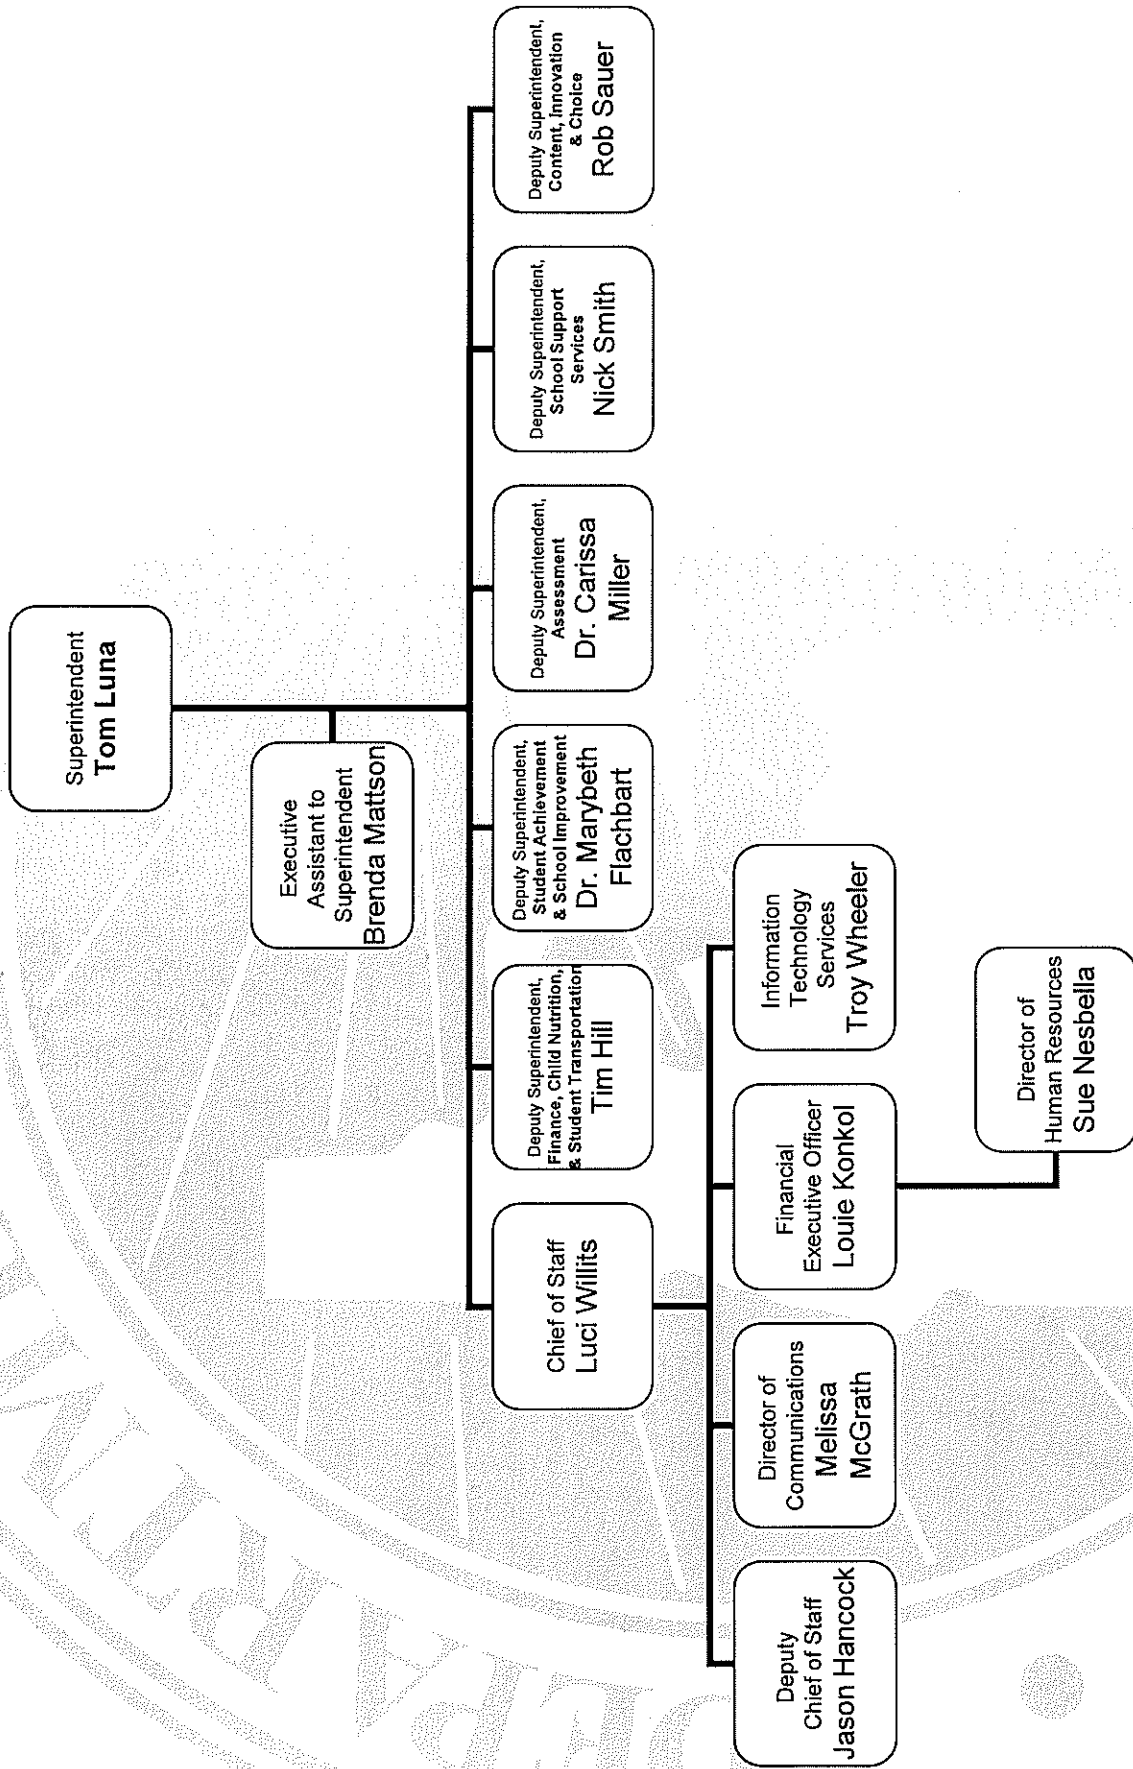 Superintendent
Tom Luna
Executive
Assistant to
Superintendent
Brenda Mattson
Chief of Staff
Luci Willits
Deputy Superintendent,
Finance, Child Nutrition,
& Student Transportation
Tim Hill
Deputy Superintendent,
Student Achievement
& School Improvement
Dr. Marybeth
Flachbart
Deputy Superintendent,
Assessment
Dr. Carissa
Miller
Deputy Superintendent,
School Support
Services
Nick Smith
Deputy Superintendent,
Content, Innovation
& Choice
Rob Sauer
Deputy
Chief of Staff
Jason Hancock
Director of
Communications
Melissa
McGrath
Financial
Executive Officer
Louie Konkol
Information
Technology
Services
Troy Wheeler
Director of
Human Resources
Sue Nesbella